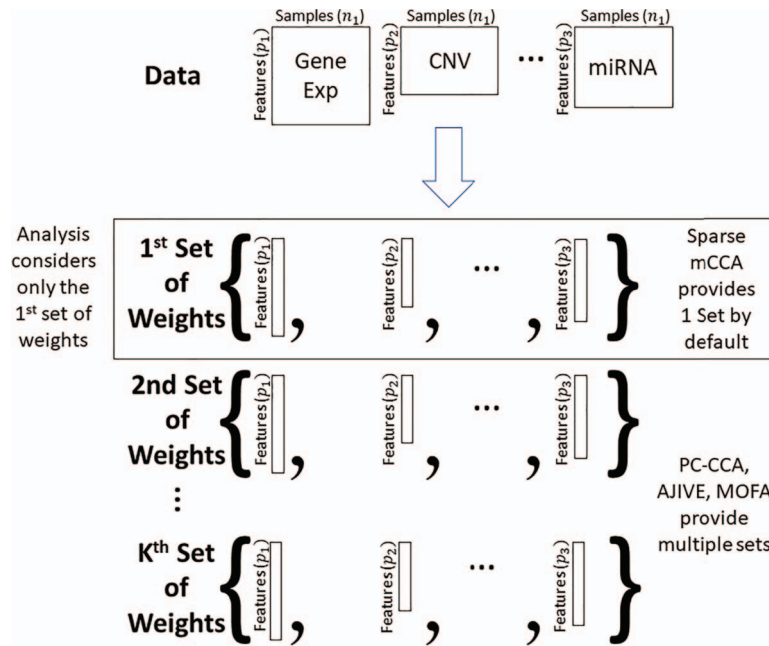 Samples (n₁)
Samples (n₁)
Samples (n₁)
Data
Features(p₁)
Gene
Exp
Features(p₂)
CNV
...
Features(p₃)
miRNA
Analysis
considers
only the
1st set of
weights
1st Set
of
Weights
{
Features(p₁)
,
Features(p₂)
,
...
,
Features(p₃)
}
Sparse
mCCA
provides
1 Set by
default
2nd Set
of
Weights
{
Features(p₁)
,
Features(p₂)
,
...
,
Features(p₃)
}
⋮
PC-CCA,
AJIVE, MOFA
provide
multiple sets
Kth Set
of
Weights
{
Features(p₁)
,
Features(p₂)
,
...
,
Features(p₃)
}